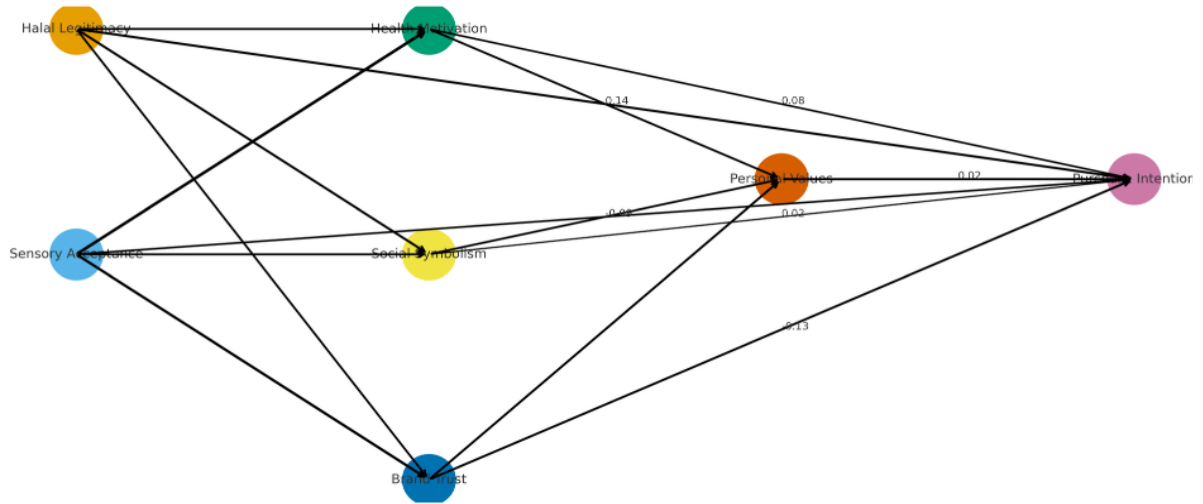 Halal Legitimacy
Health Motivation
0.14
0.08
Personal Values
0.02
Purchase Intention
0.02
Sensory Acceptance
Social Symbolism
-0.13
Brand Trust